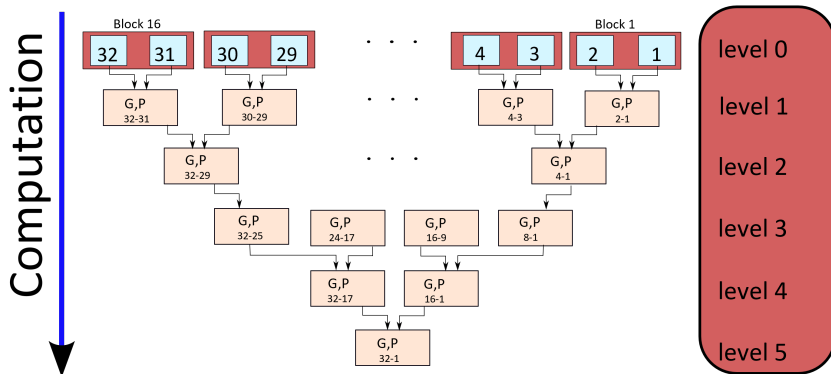 Block 16
Block 1
32 31 30 29 . . . 4 3 2 1 level 0
G,P G,P . . . G,P G,P level 1
32-31 30-29 4-3 2-1
G,P . . . G,P level 2
32-29 4-1
G,P G,P G,P G,P level 3
32-25 24-17 16-9 8-1
G,P G,P level 4
32-17 16-1
G,P level 5
32-1
Computation